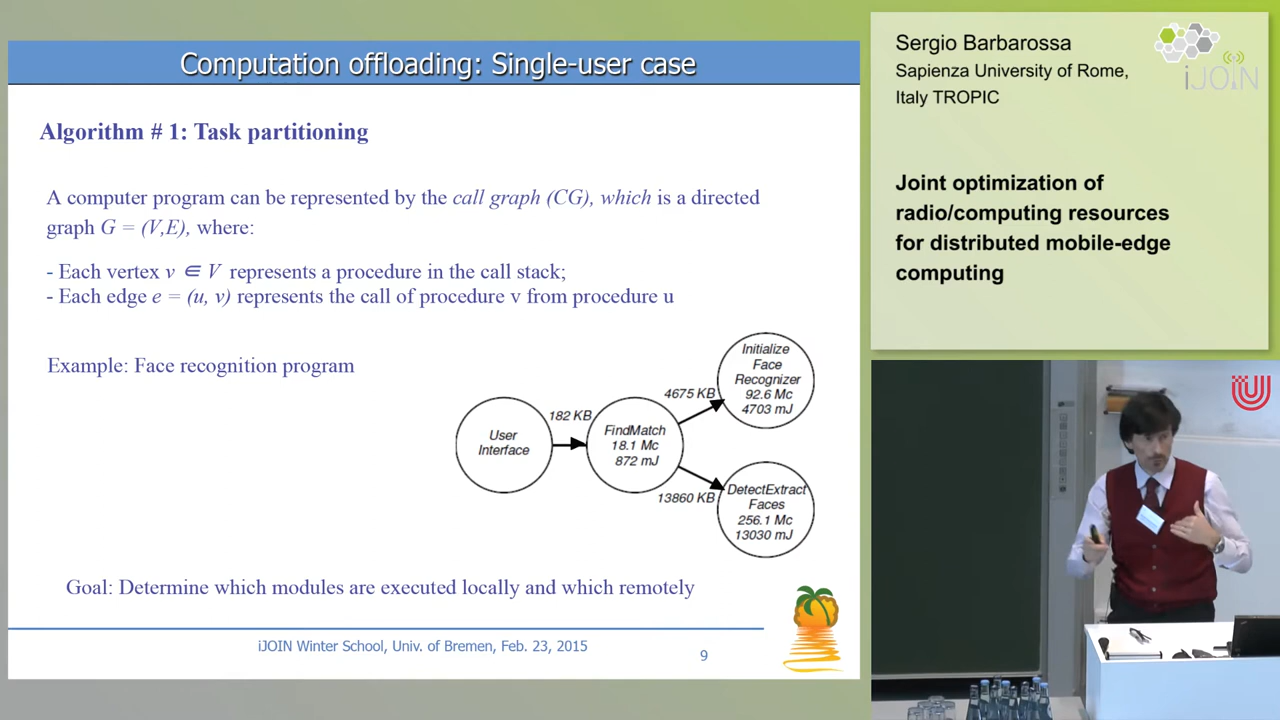 Computation offloading: Single-user case
Algorithm # 1: Task partitioning
A computer program can be represented by the call graph (CG), which is a directed
graph G = (V,E), where:
- Each vertex v ∈ V represents a procedure in the call stack;
- Each edge e = (u, v) represents the call of procedure v from procedure u
Example: Face recognition program
User
Interface
182 KB
FindMatch
18.1 Mc
872 mJ
4675 KB
Initialize
Face
Recognizer
92.6 Mc
4703 mJ
13860 KB
DetectExtract
Faces
256.1 Mc
13030 mJ
Goal: Determine which modules are executed locally and which remotely
iJOIN Winter School, Univ. of Bremen, Feb. 23, 2015
9
Sergio Barbarossa
Sapienza University of Rome,
Italy TROPIC
iJOIN
Joint optimization of
radio/computing resources
for distributed mobile-edge
computing